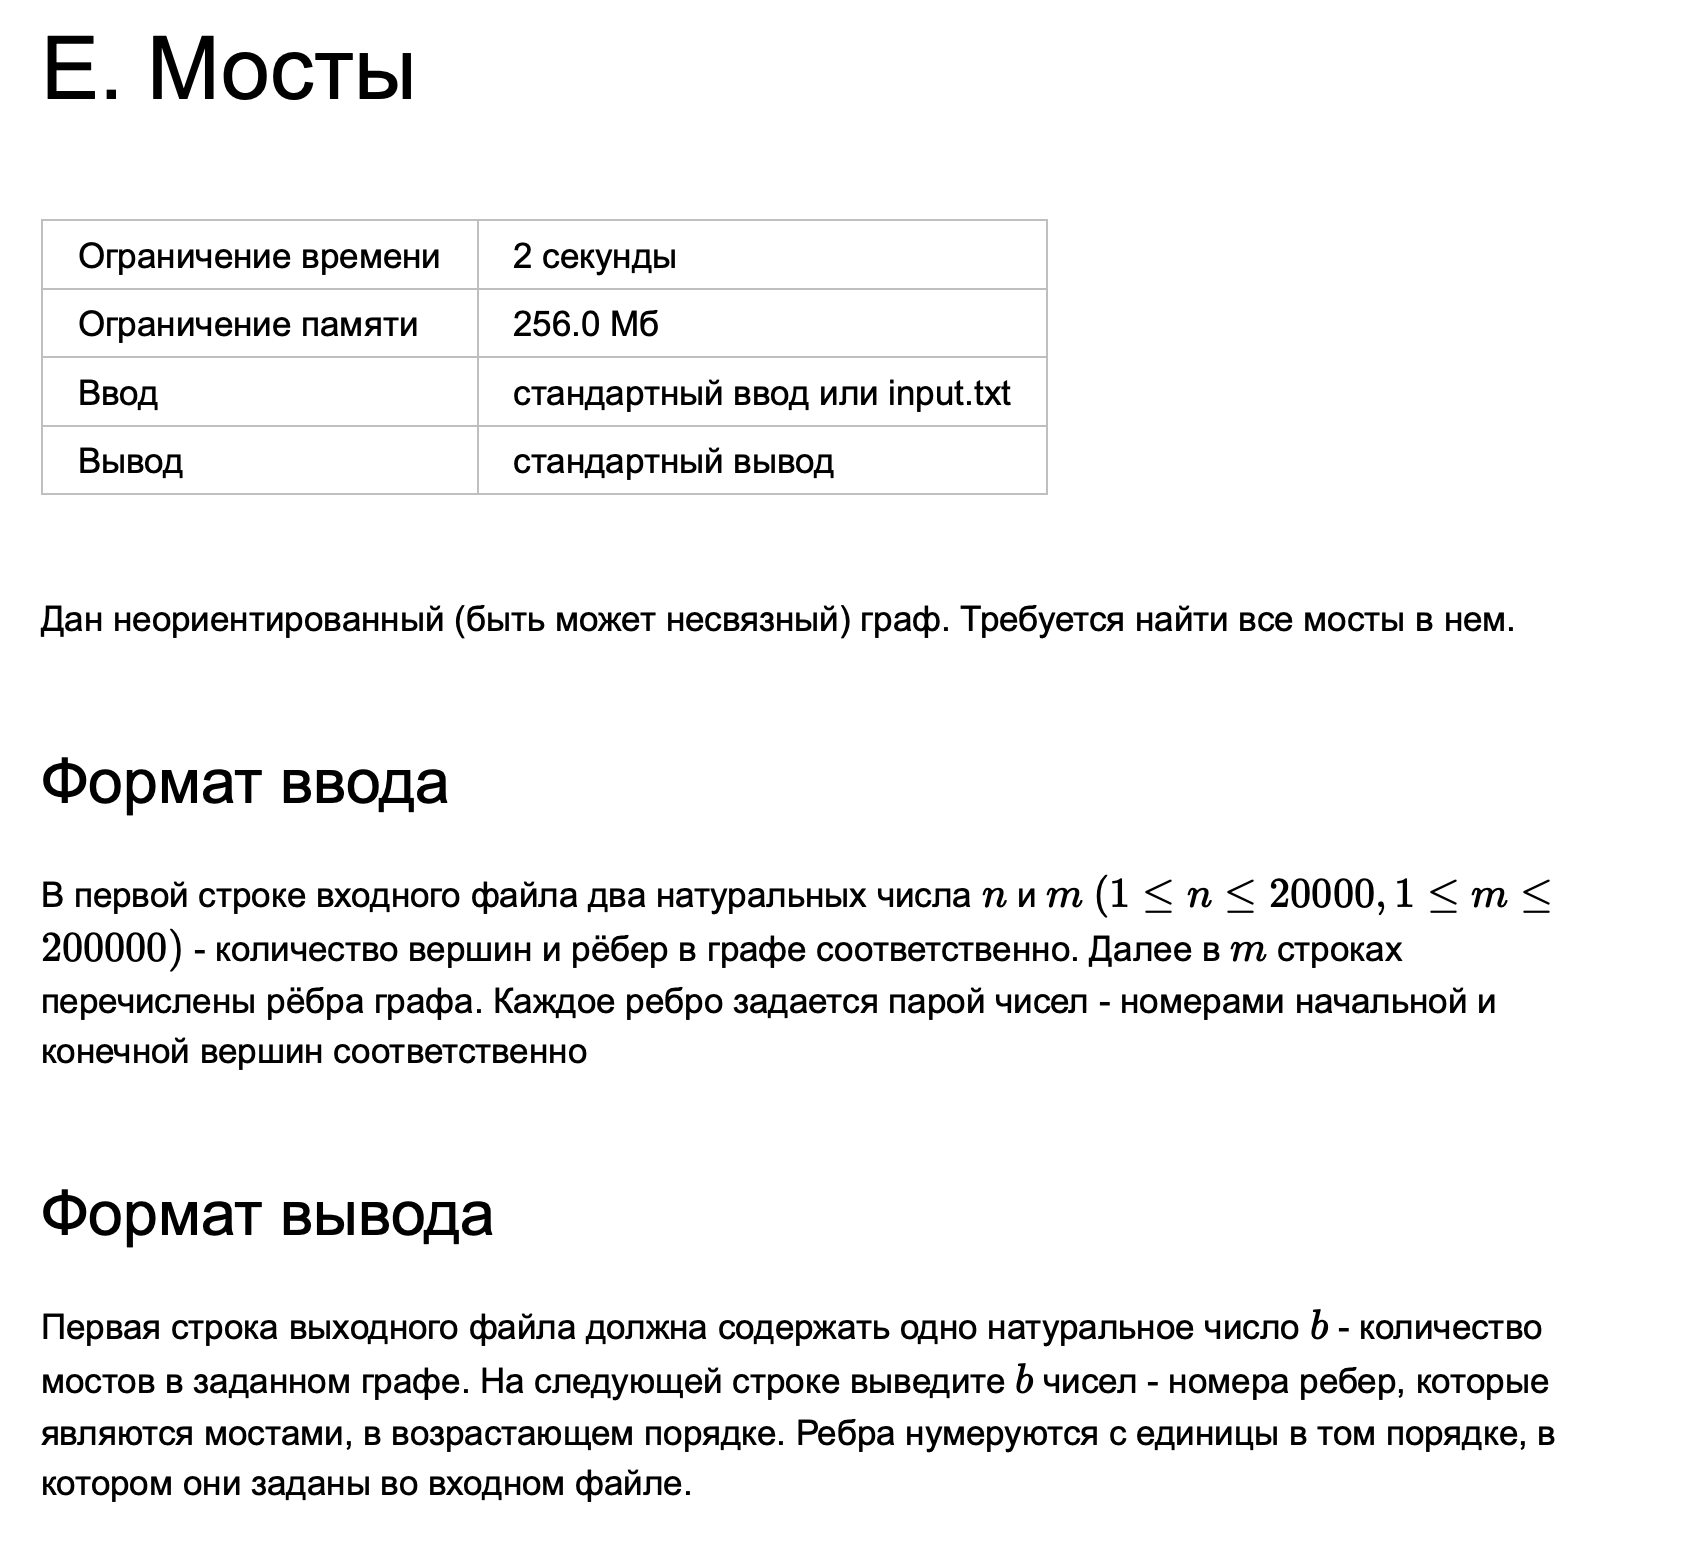 E. Мосты
Ограничение времени 2 секунды
Ограничение памяти 256.0 Мб
Ввод стандартный ввод или input.txt
Вывод стандартный вывод
Дан неориентированный (быть может несвязный) граф. Требуется найти все мосты в нем.
Формат ввода
В первой строке входного файла два натуральных числа n и m (1 ≤ n ≤ 20000, 1 ≤ m ≤
200000) - количество вершин и рёбер в графе соответственно. Далее в m строках
перечислены рёбра графа. Каждое ребро задается парой чисел - номерами начальной и
конечной вершин соответственно
Формат вывода
Первая строка выходного файла должна содержать одно натуральное число b - количество
мостов в заданном графе. На следующей строке выведите b чисел - номера ребер, которые
являются мостами, в возрастающем порядке. Ребра нумеруются с единицы в том порядке, в
котором они заданы во входном файле.